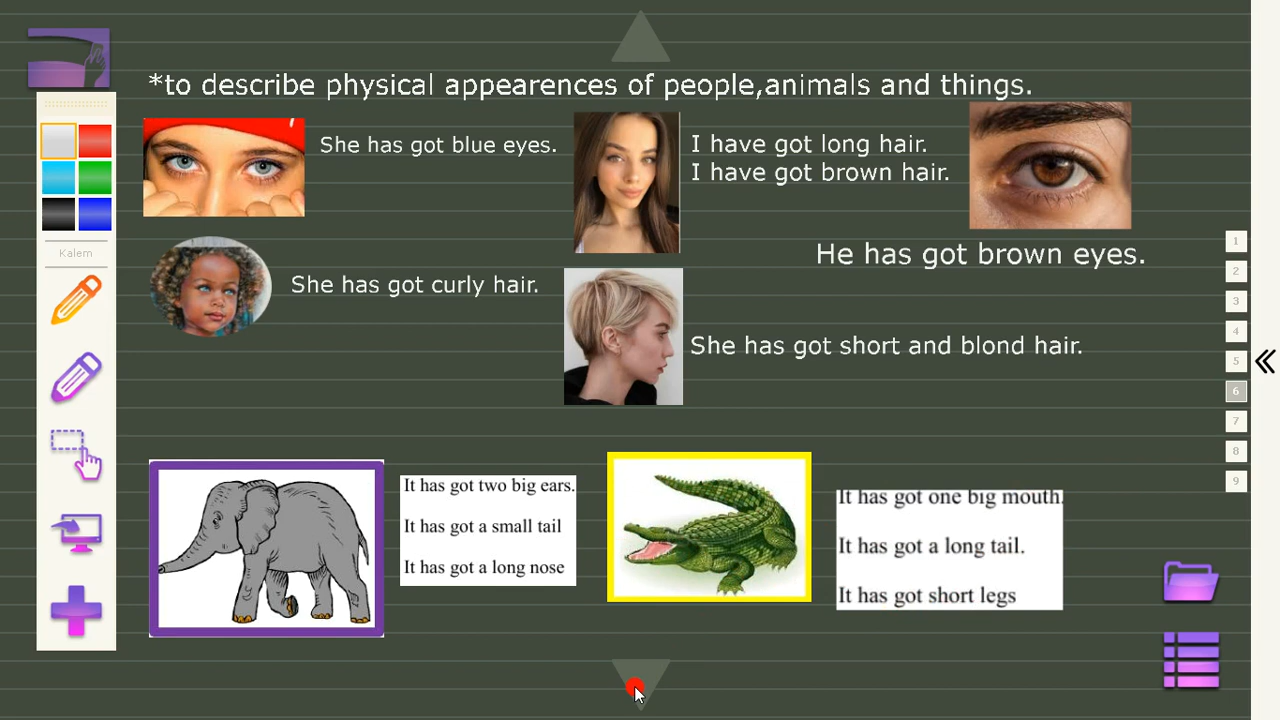 *to describe physical appearences of people,animals and things.
She has got blue eyes.
I have got long hair.
I have got brown hair.
He has got brown eyes.
She has got curly hair.
She has got short and blond hair.
It has got two big ears.
It has got a small tail
It has got a long nose
It has got one big mouth.
It has got a long tail.
It has got short legs
Kalem
1
2
3
4
5
6
7
8
9